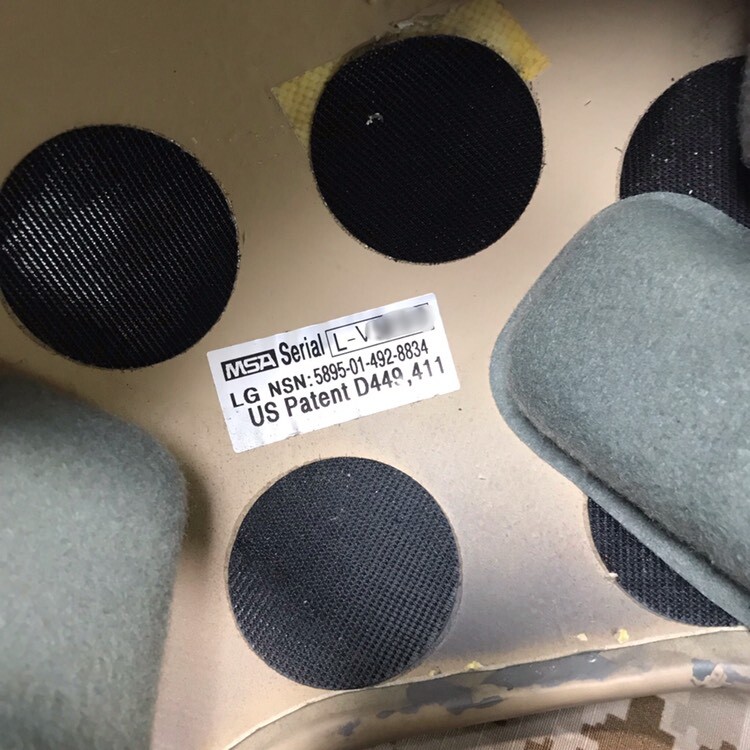 MSA Serial L-V
LG NSN: 5895-01-492-8834
US Patent D449,411